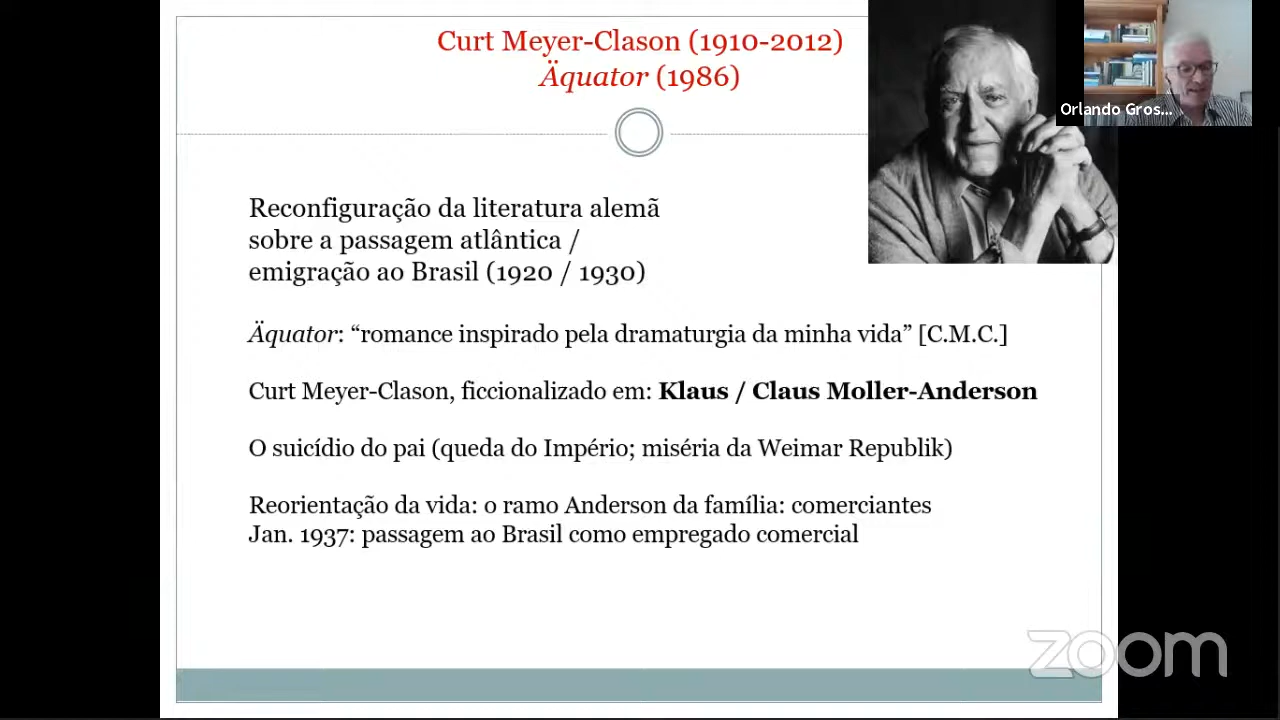 Curt Meyer-Clason (1910-2012)
Äquator (1986)
Orlando Gros...
Reconfiguração da literatura alemã
sobre a passagem atlântica /
emigração ao Brasil (1920 / 1930)
Äquator: “romance inspirado pela dramaturgia da minha vida” [C.M.C.]
Curt Meyer-Clason, ficcionalizado em: Klaus / Claus Moller-Anderson
O suicídio do pai (queda do Império; miséria da Weimar Republik)
Reorientação da vida: o ramo Anderson da família: comerciantes
Jan. 1937: passagem ao Brasil como empregado comercial
zoom